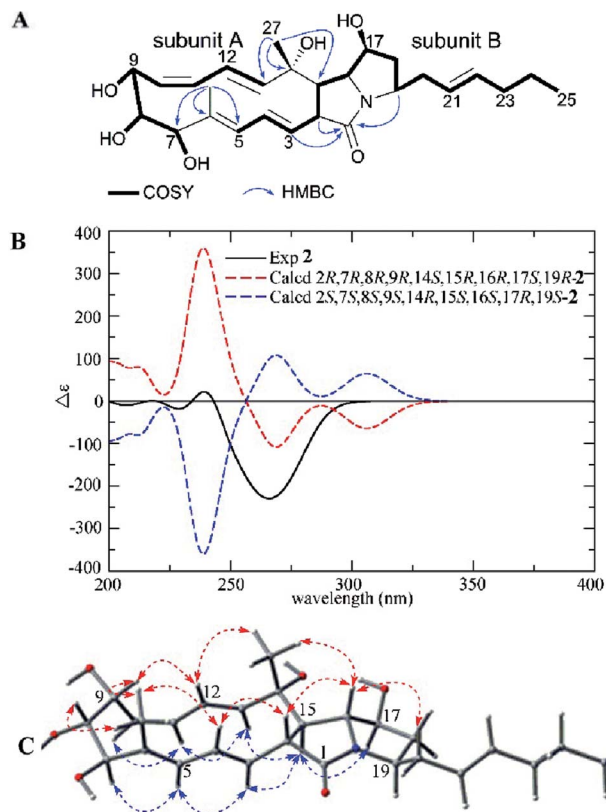 A
27
OH
HO
17
subunit A
12
subunit B
9
HO
N
21
23
25
HO
7
5
3
O
OH
COSY
HMBC
B
400
300
200
100
0
-100
-200
-300
-400
Δε
Exp 2
Calcd 2R,7R,8R,9R,14S,15R,16R,17S,19R-2
Calcd 2S,7S,8S,9S,14R,15S,16S,17R,19S-2
200
250
300
350
400
wavelength (nm)
C
9
12
15
17
5
1
19